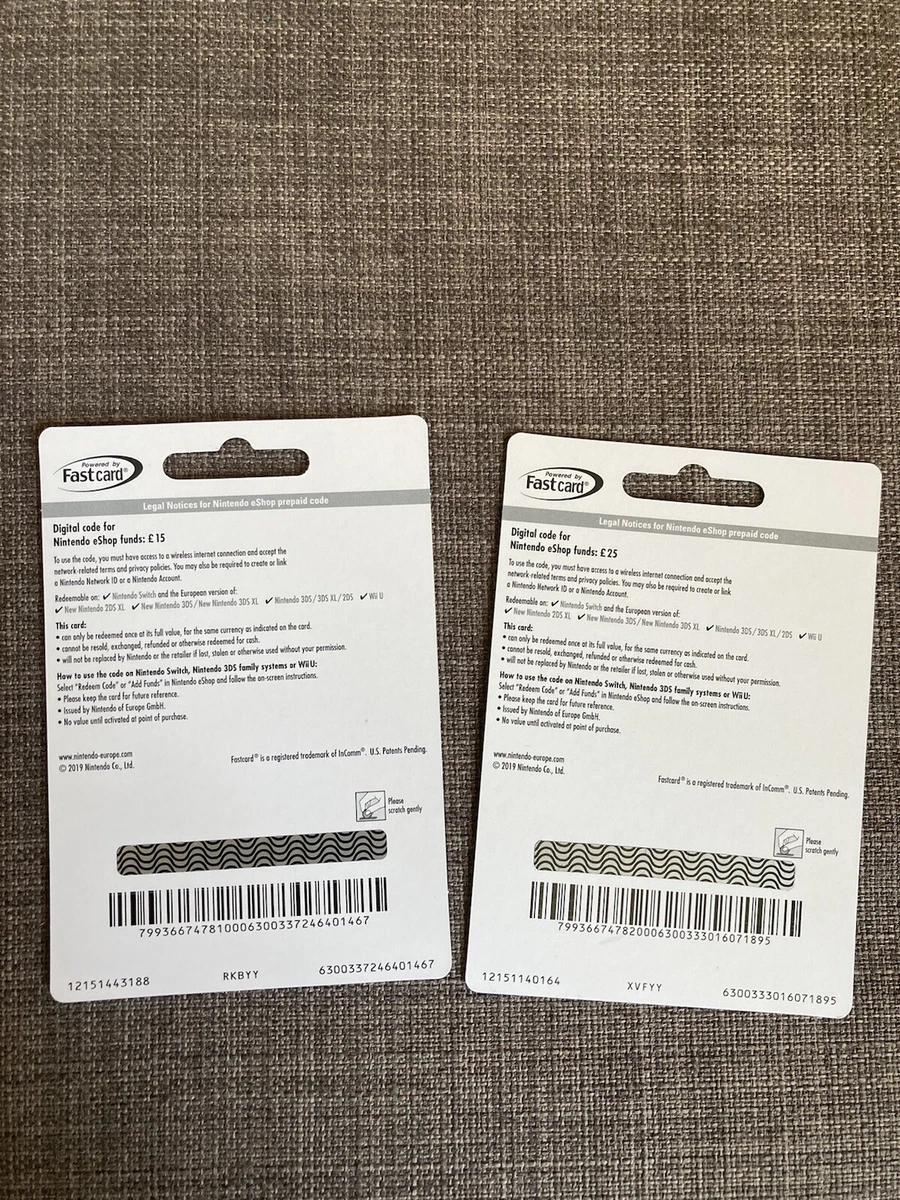 Powered by
Fastcard®
Legal Notices for Nintendo eShop prepaid code
Digital code for
Nintendo eShop funds: £15
To use the code, you must have access to a wireless internet connection and accept the
network-related terms and privacy policies. You may also be required to create or link
a Nintendo Network ID or a Nintendo Account.
Redeemable on: ✔ Nintendo Switch and the European version of:
✔ New Nintendo 2DS XL ✔ New Nintendo 3DS/New Nintendo 3DS XL ✔ Nintendo 3DS/3DS XL/2DS ✔ Wii U
This card:
• can only be redeemed once at its full value, for the same currency as indicated on the card.
• cannot be resold, exchanged, refunded or otherwise redeemed for cash.
• will not be replaced by Nintendo or the retailer if lost, stolen or otherwise used without your permission.
How to use the code on Nintendo Switch, Nintendo 3DS family systems or Wii U:
Select "Redeem Code" or "Add Funds" in Nintendo eShop and follow the on-screen instructions.
• Please keep the card for future reference.
• Issued by Nintendo of Europe GmbH.
• No value until activated at point of purchase.
www.nintendo-europe.com
© 2019 Nintendo Co., Ltd.
Fastcard® is a registered trademark of InComm®. U.S. Patents Pending.
Please
scratch gently
799366747810006300337246401467
12151443188 RKBYY 6300337246401467
Powered by
Fastcard®
Legal Notices for Nintendo eShop prepaid code
Digital code for
Nintendo eShop funds: £25
To use the code, you must have access to a wireless internet connection and accept the
network-related terms and privacy policies. You may also be required to create or link
a Nintendo Network ID or a Nintendo Account.
Redeemable on: ✔ Nintendo Switch and the European version of:
✔ New Nintendo 2DS XL ✔ New Nintendo 3DS/New Nintendo 3DS XL ✔ Nintendo 3DS/3DS XL/2DS ✔ Wii U
This card:
• can only be redeemed once at its full value, for the same currency as indicated on the card.
• cannot be resold, exchanged, refunded or otherwise redeemed for cash.
• will not be replaced by Nintendo or the retailer if lost, stolen or otherwise used without your permission.
How to use the code on Nintendo Switch, Nintendo 3DS family systems or Wii U:
Select "Redeem Code" or "Add Funds" in Nintendo eShop and follow the on-screen instructions.
• Please keep the card for future reference.
• Issued by Nintendo of Europe GmbH.
• No value until activated at point of purchase.
www.nintendo-europe.com
© 2019 Nintendo Co., Ltd.
Fastcard® is a registered trademark of InComm®. U.S. Patents Pending.
Please
scratch gently
799366747820006300333016071895
12151140164 XVFYY 6300333016071895